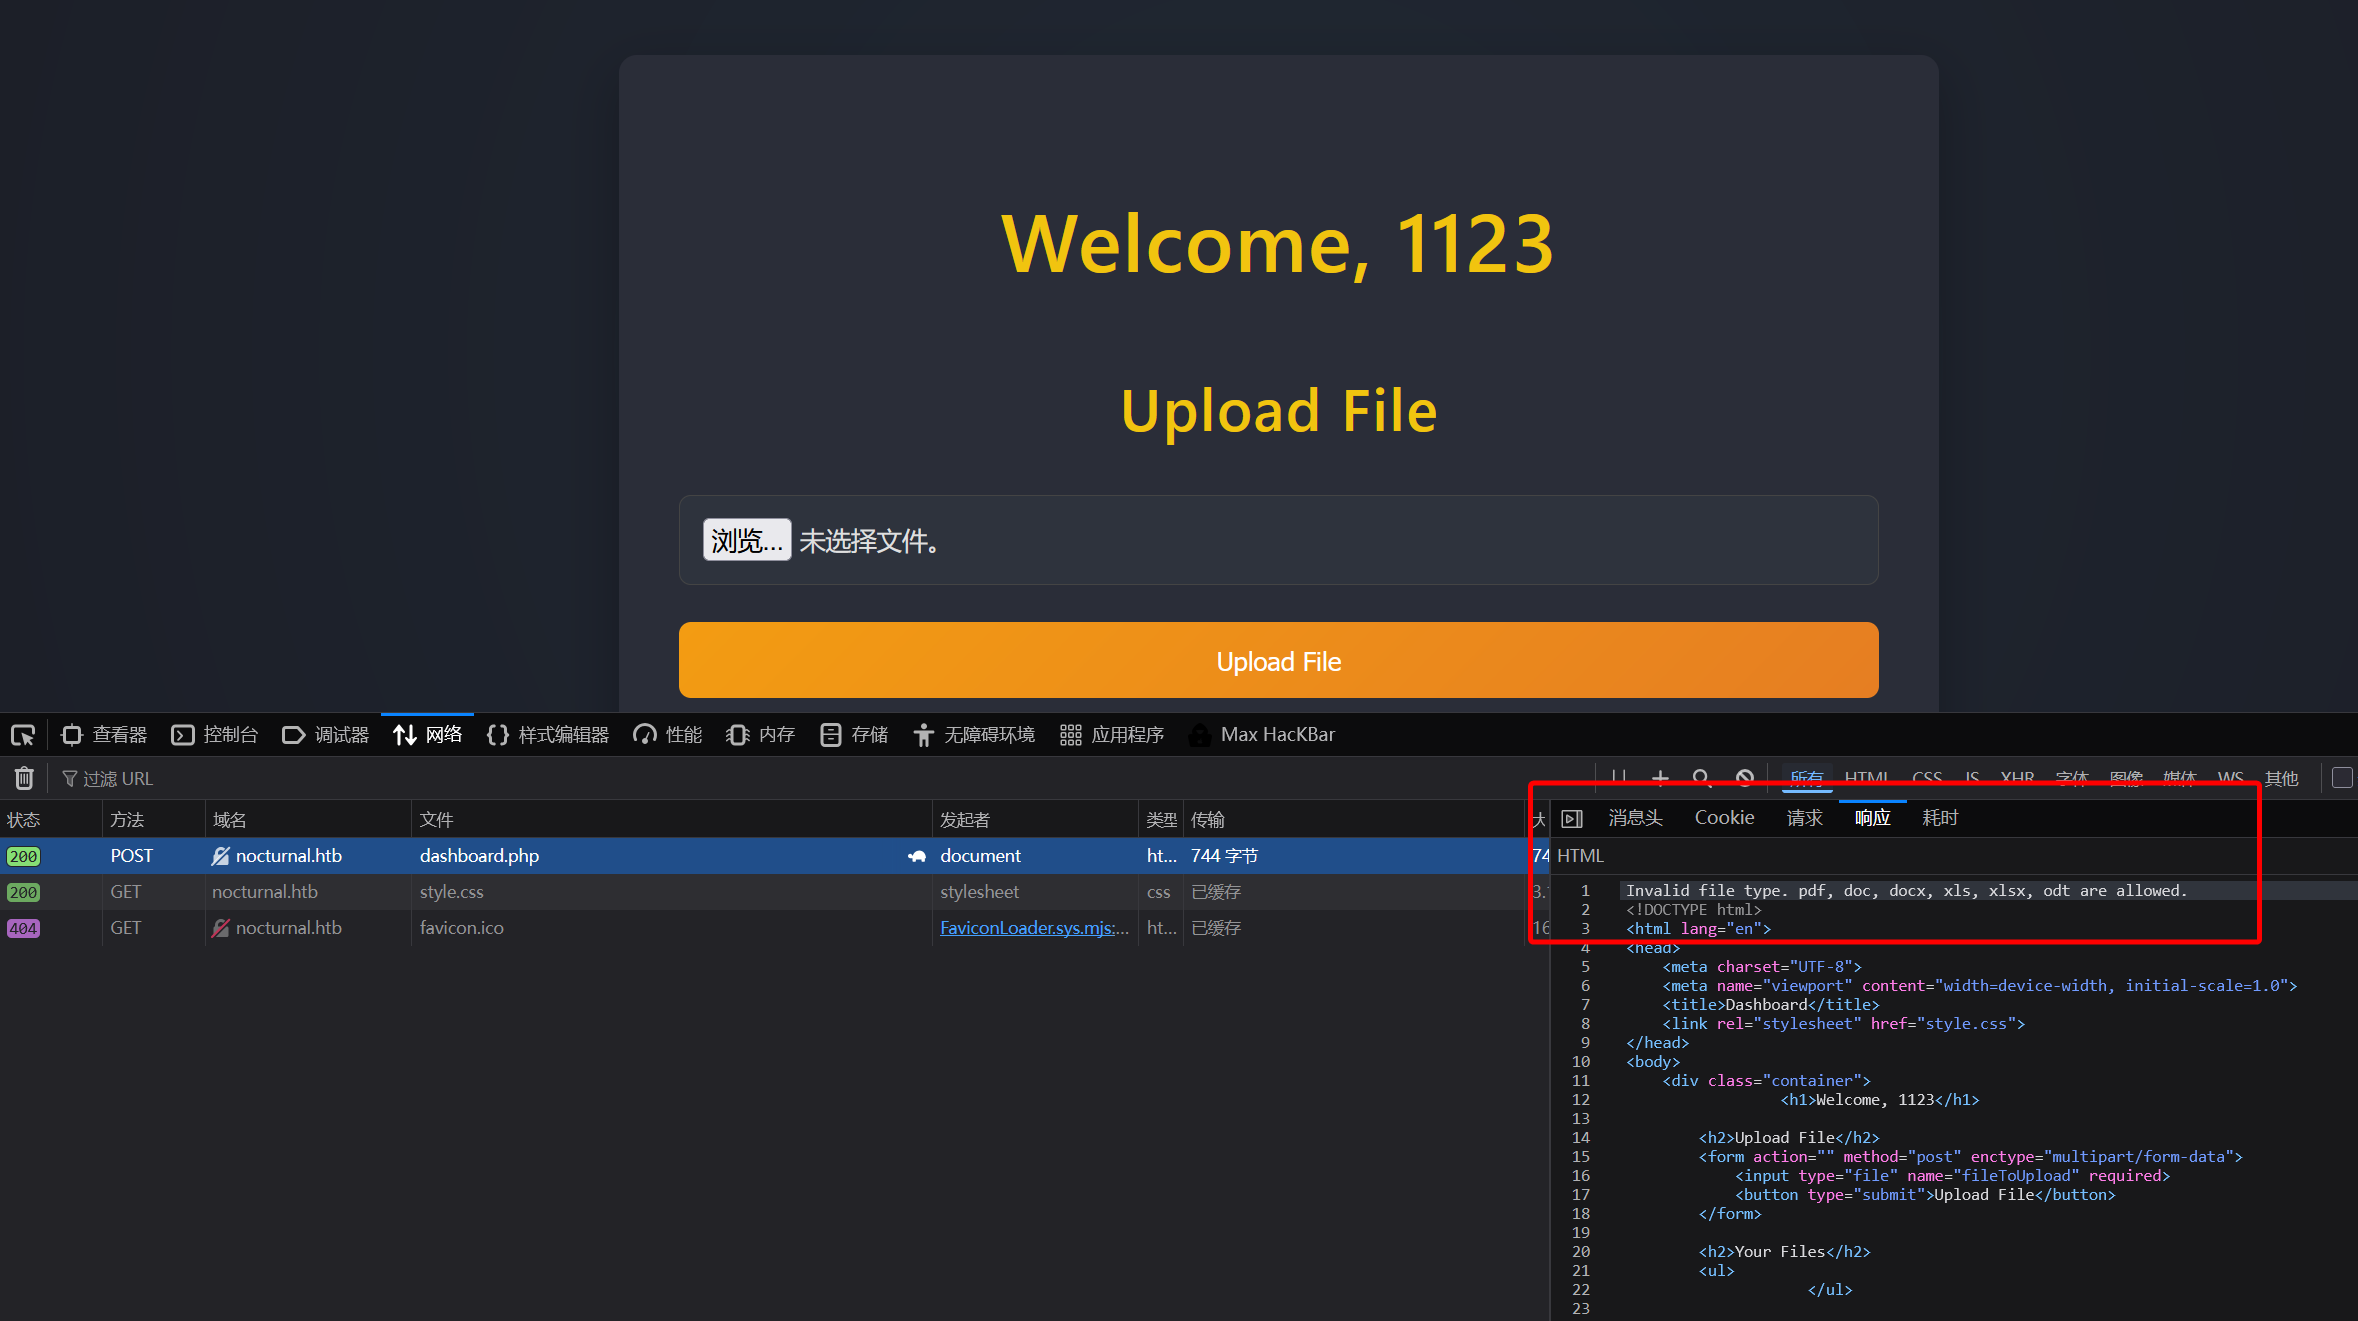 Welcome, 1123
Upload File
浏览... 未选择文件。
Upload File
查看器 控制台 调试器 网络 样式编辑器 性能 内存 存储 无障碍环境 应用程序 Max HacKBar
过滤 URL 所有 HTML CSS JS XHR 字体 图像 媒体 WS 其他
状态 方法 域名 文件 发起者 类型 传输 大
200 POST nocturnal.htb dashboard.php document ht... 744 字节 74
200 GET nocturnal.htb style.css stylesheet css 已缓存 3.
404 GET nocturnal.htb favicon.ico FaviconLoader.sys.mjs:... ht... 已缓存 16
消息头 Cookie 请求 响应 耗时
HTML
1 Invalid file type. pdf, doc, docx, xls, xlsx, odt are allowed.
2 <!DOCTYPE html>
3 <html lang="en">
4 <head>
5 <meta charset="UTF-8">
6 <meta name="viewport" content="width=device-width, initial-scale=1.0">
7 <title>Dashboard</title>
8 <link rel="stylesheet" href="style.css">
9 </head>
10 <body>
11 <div class="container">
12 <h1>Welcome, 1123</h1>
13
14 <h2>Upload File</h2>
15 <form action="" method="post" enctype="multipart/form-data">
16 <input type="file" name="fileToUpload" required>
17 <button type="submit">Upload File</button>
18 </form>
19
20 <h2>Your Files</h2>
21 <ul>
22 </ul>
23